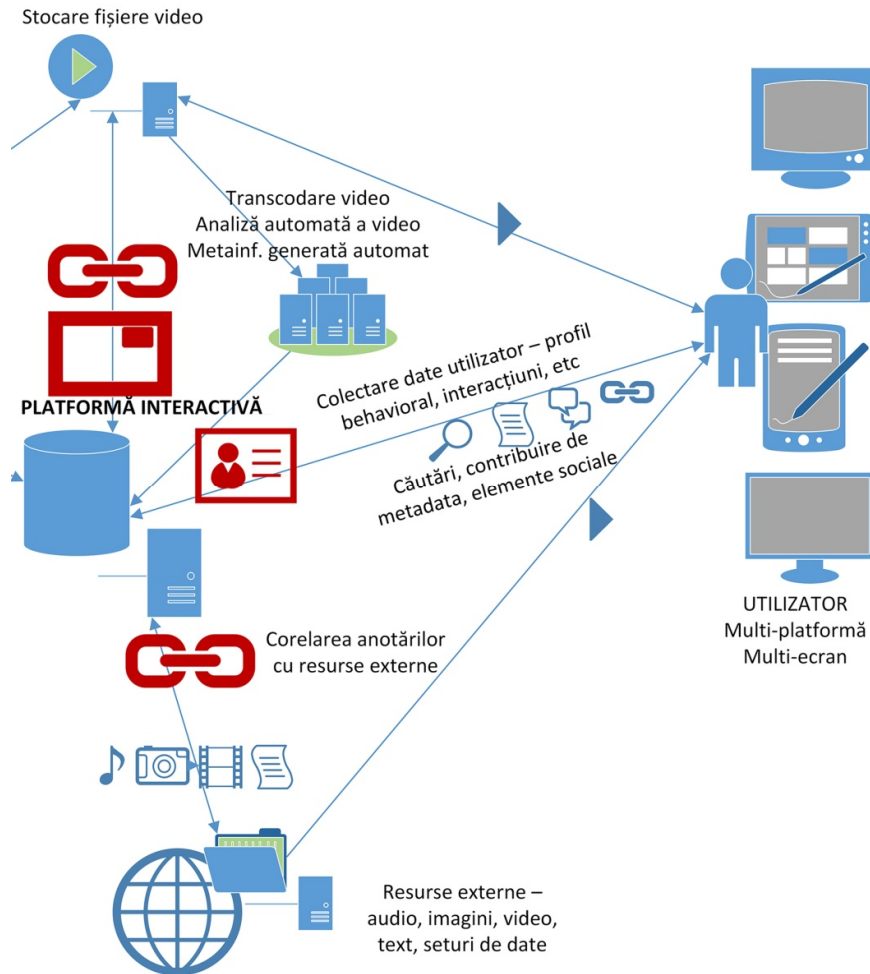 Stocare fișiere video
Transcodare video
Analiză automată a video
Metainf. generată automat
PLATFORMĂ INTERACTIVĂ
Colectare date utilizator – profil
behavioral, interacțiuni, etc
Căutări, contribuire de
metadata, elemente sociale
UTILIZATOR
Multi-platformă
Multi-ecran
Corelarea anotărilor
cu resurse externe
Resurse externe –
audio, imagini, video,
text, seturi de date